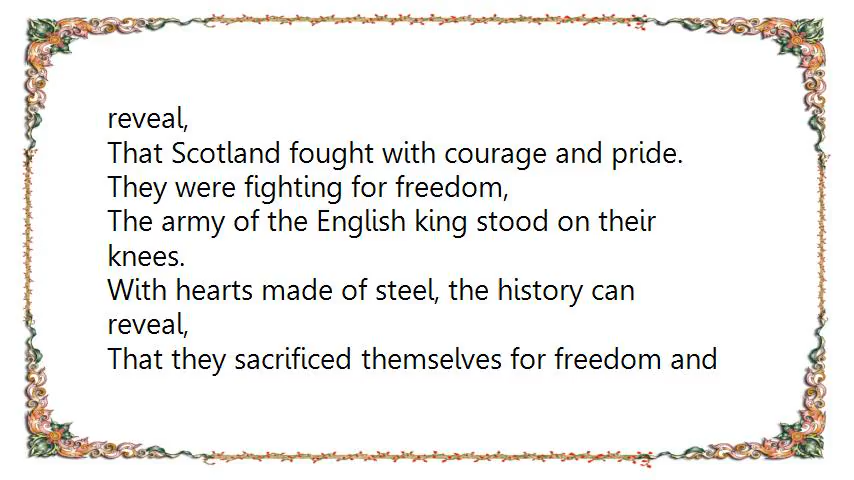 reveal,
That Scotland fought with courage and pride.
They were fighting for freedom,
The army of the English king stood on their
knees.
With hearts made of steel, the history can
reveal,
That they sacrificed themselves for freedom and